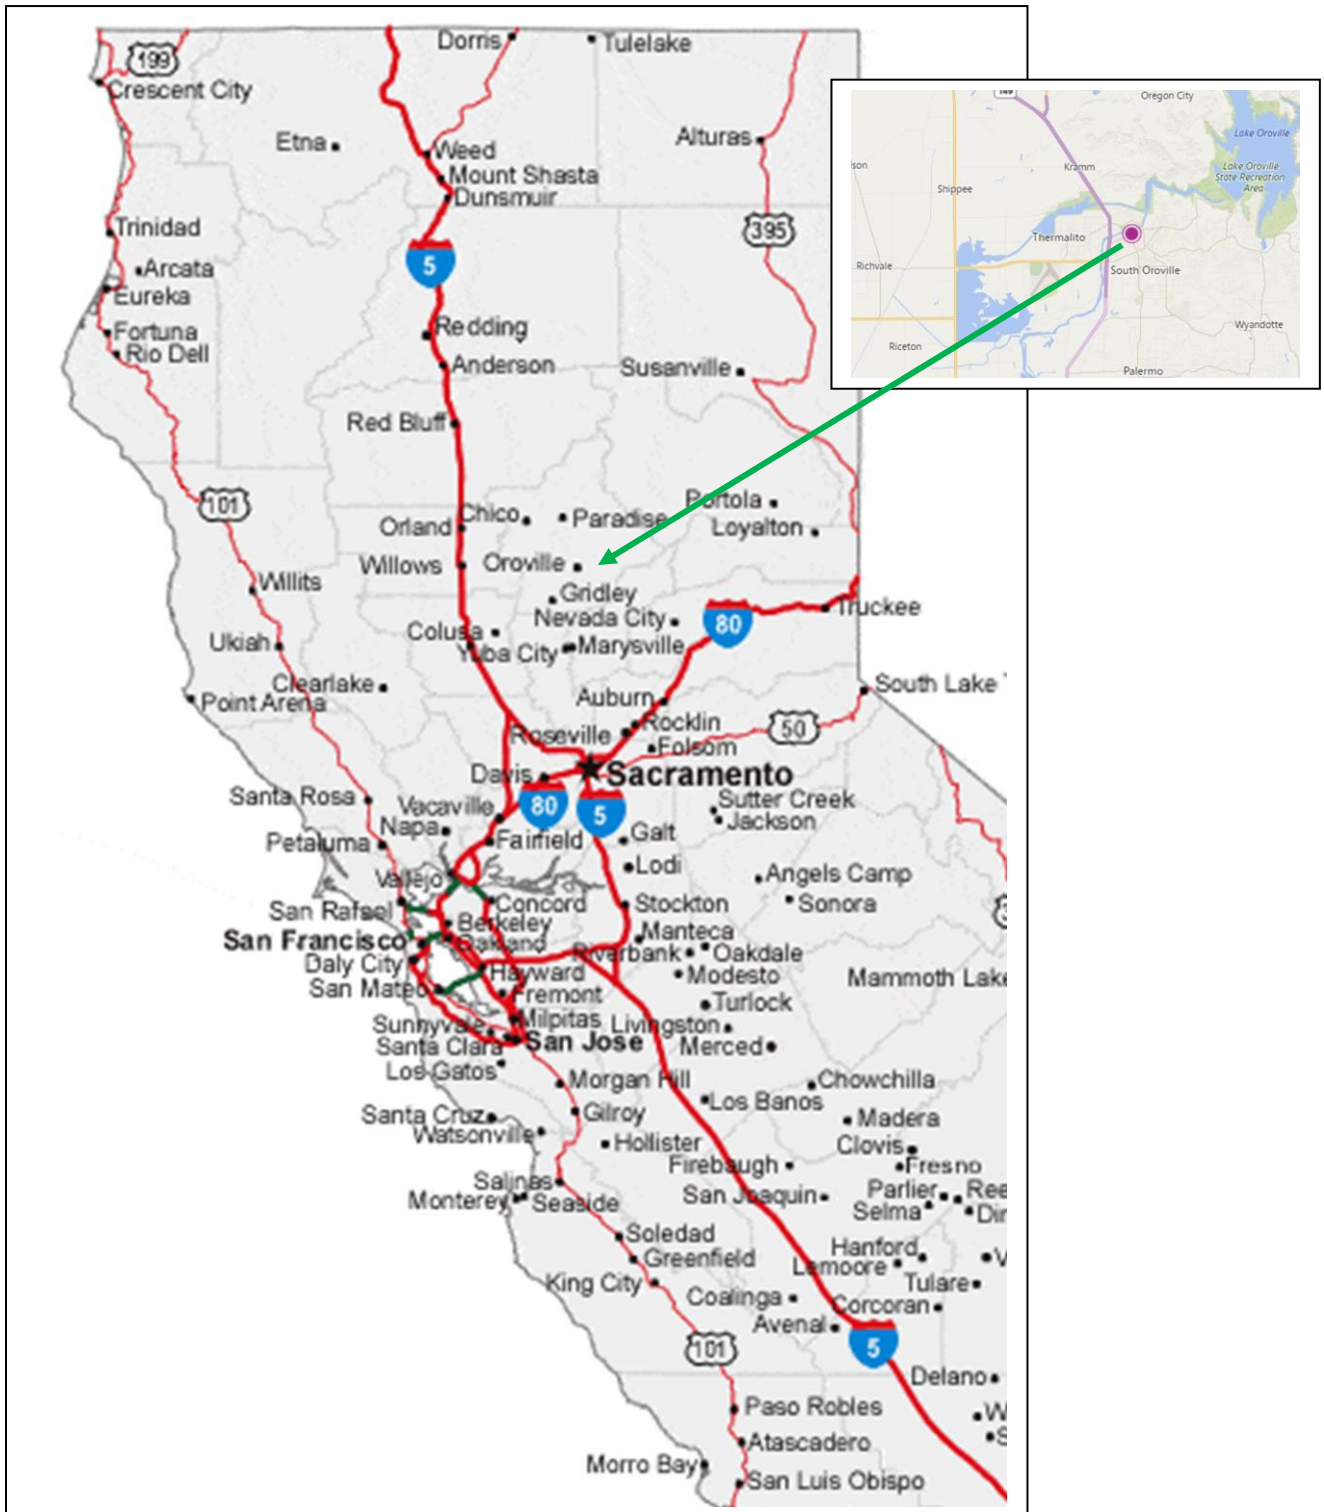 Dorris
Tulelake
199
Crescent City
Etna
Alturas
Weed
Mount Shasta
Dunsmuir
Trinidad
395
Arcata
5
Eureka
Fortuna
Redding
Rio Dell
Anderson
Susanville
Red Bluff
101
Portola
Chico
Paradise
Orland
Loyalton
Willows
Oroville
Willits
Gridley
Truckee
Nevada City
80
Colusa
Ukiah
Yuba City
Marysville
Clearlake
South Lake
Point Arena
Auburn
Rocklin
50
Roseville
Folsom
Davis
Sacramento
Santa Rosa
Vacaville
80
5
Sutter Creek
Napa
Jackson
Petaluma
Fairfield
Galt
Lodi
Vallejo
Angels Camp
San Rafael
Concord
Stockton
Sonora
Berkeley
Manteca
San Francisco
Oakland
Riverbank
Oakdale
Daly City
Hayward
Modesto
Mammoth Lake
San Mateo
Fremont
Turlock
Sunnyvale
Milpitas
Livingston
Santa Clara
San Jose
Merced
Los Gatos
Morgan Hill
Chowchilla
Los Banos
Santa Cruz
Gilroy
Madera
Watsonville
Hollister
Clovis
Firebaugh
Fresno
Salinas
San Joaquin
Parlier
Ree
Monterey
Seaside
Selma
Din
Soledad
Hanford
V
Greenfield
Lemoore
King City
Tulare
Coalinga
Corcoran
Avenal
101
5
Delano
Paso Robles
W
Atascadero
S
Morro Bay
San Luis Obispo
149
Oregon City
Lake Oroville
lson
Kramm
Lake Oroville
State Recreation
Area
Shippee
Thermalito
Richvale
South Oroville
Wyandotte
Riceton
Palermo